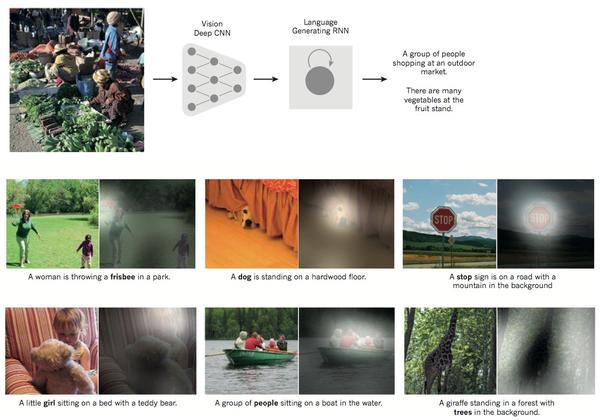 Vision
Deep CNN
Language
Generating RNN
A group of people
shopping at an outdoor
market.
There are many
vegetables at the
fruit stand.
STOP
STOP
A woman is throwing a frisbee in a park.
A dog is standing on a hardwood floor.
A stop sign is on a road with a
mountain in the background
A little girl sitting on a bed with a teddy bear.
A group of people sitting on a boat in the water.
A giraffe standing in a forest with
trees in the background.